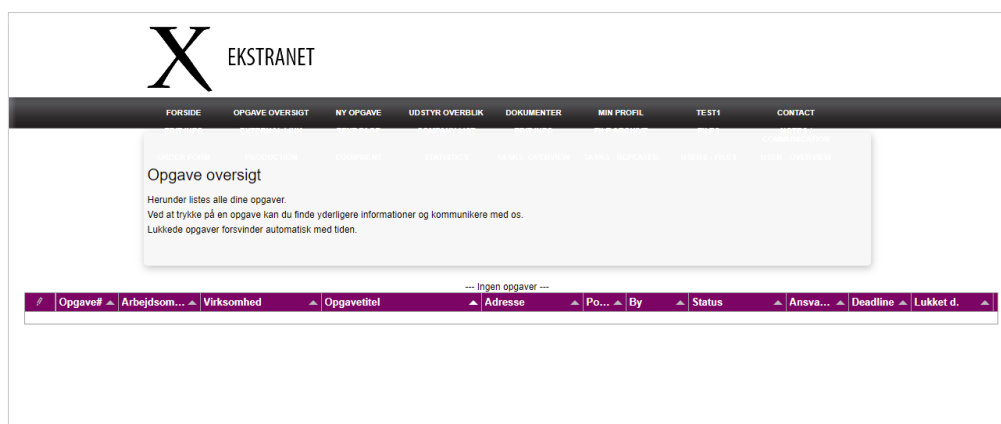 X EKSTRANET
FORSIDE OPGAVE OVERSIGT NY OPGAVE UDSTYR OVERBLIK DOKUMENTER MIN PROFIL TEST1 CONTACT
Opgave oversigt
Herunder listes alle dine opgaver.
Ved at trykke på en opgave kan du finde yderligere informationer og kommunikere med os.
Lukkede opgaver forsvinder automatisk med tiden.
--- Ingen opgaver ---
Opgave# Arbejdsom... Virksomhed Opgavetitel Adresse Po... By Status Ansva... Deadline Lukket d.